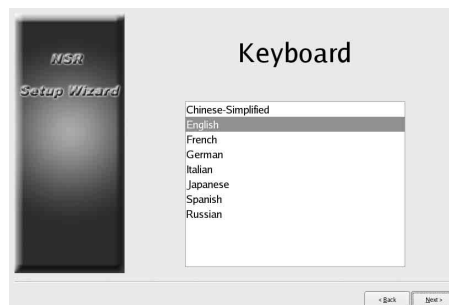 NSR
Setup Wizard
Keyboard
Chinese-Simplified
English
French
German
Italian
Japanese
Spanish
Russian
< Back
Next >